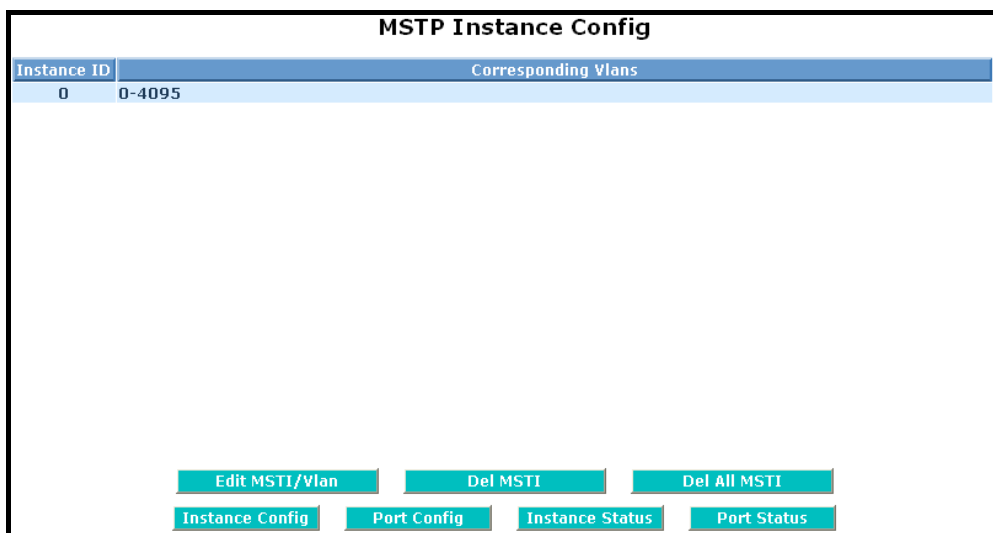 MSTP Instance Config
Instance ID Corresponding Vlans
0 0-4095
Edit MSTI/Vlan Del MSTI Del All MSTI
Instance Config Port Config Instance Status Port Status